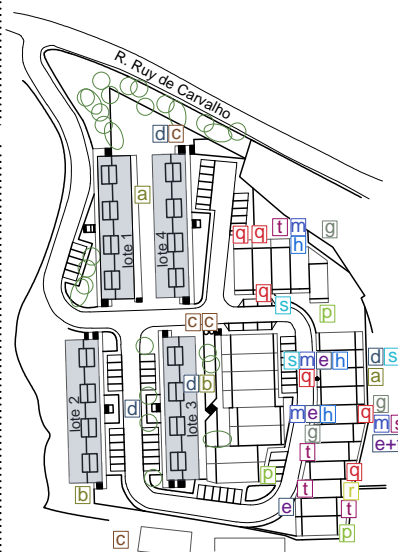 R. Ruy de Carvalho
d c
a
lote 1
lote 4
q q t m g
h
q s
p
c c
s m e h d s
q a
lote 2
d
lote 3
d b
m e h q g
g m s
t e+
p q
b t r
e t
c p